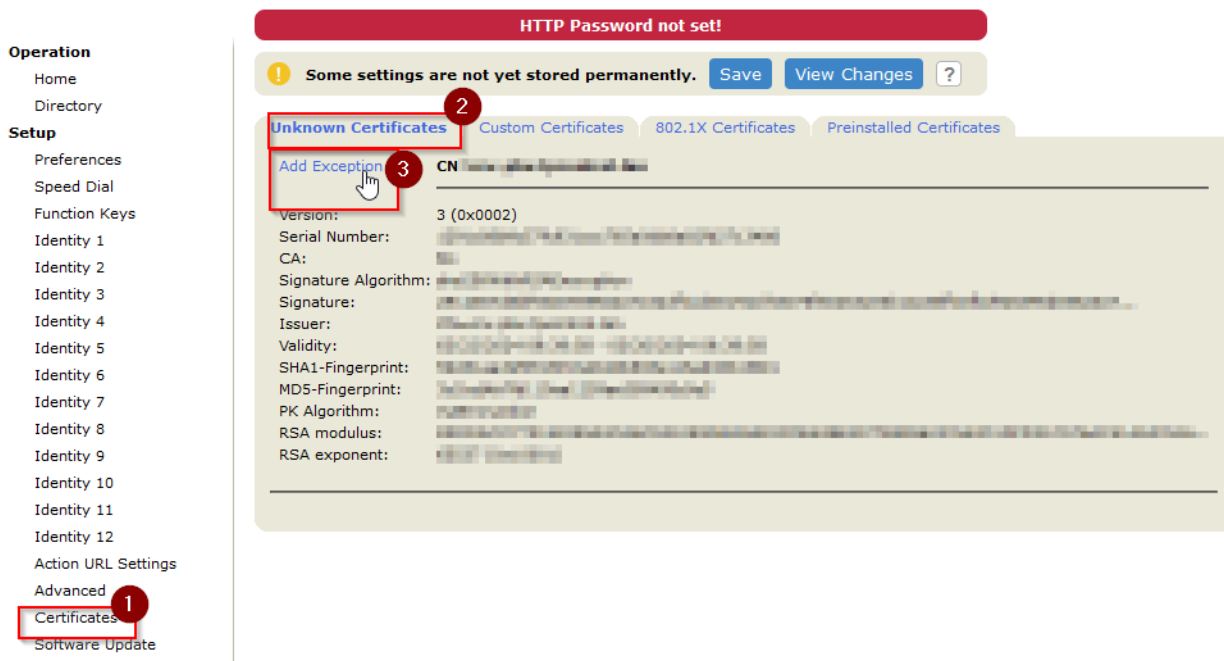 HTTP Password not set!
Operation
Home
Directory
Setup
Preferences
Speed Dial
Function Keys
Identity 1
Identity 2
Identity 3
Identity 4
Identity 5
Identity 6
Identity 7
Identity 8
Identity 9
Identity 10
Identity 11
Identity 12
Action URL Settings
Advanced
1
Certificates
Software Update
! Some settings are not yet stored permanently. Save View Changes ?
2
Unknown Certificates Custom Certificates 802.1X Certificates Preinstalled Certificates
Add Exception 3 CN
Version: 3 (0x0002)
Serial Number:
CA:
Signature Algorithm:
Signature:
Issuer:
Validity:
SHA1-Fingerprint:
MD5-Fingerprint:
PK Algorithm:
RSA modulus:
RSA exponent: